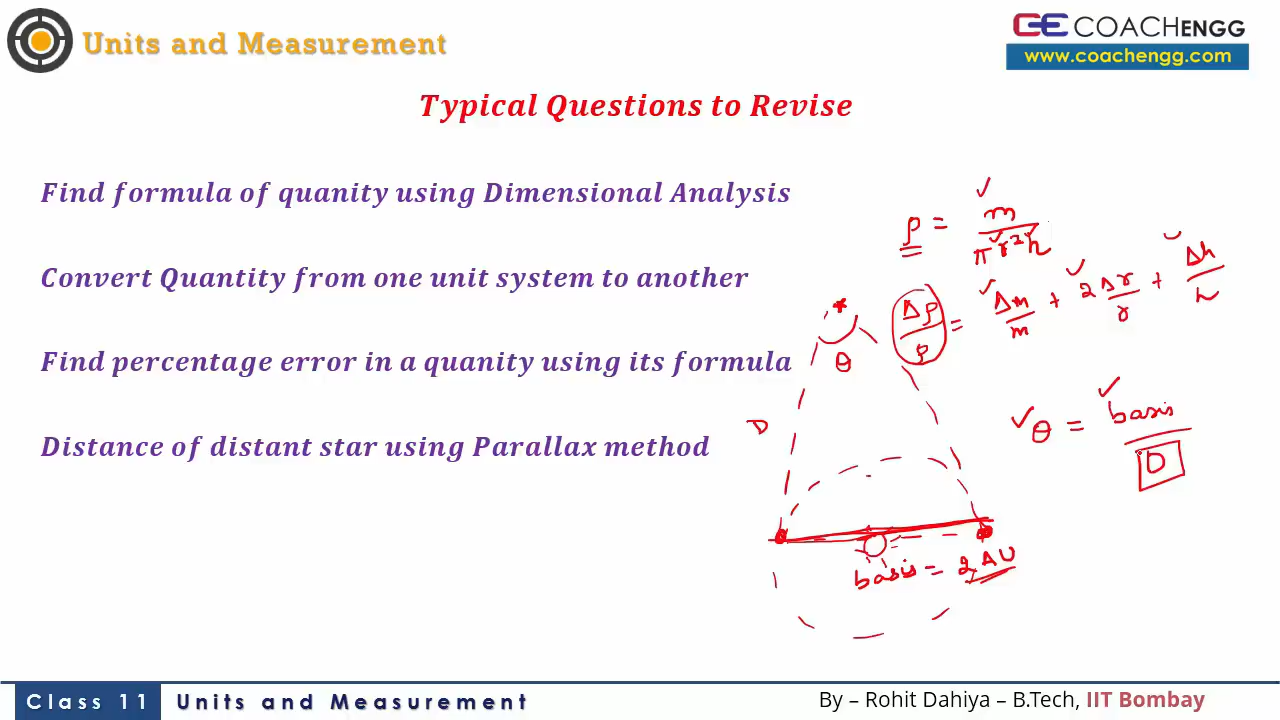 Units and Measurement
CE COACHENGG
www.coachengg.com
Typical Questions to Revise
Find formula of quanity using Dimensional Analysis
Convert Quantity from one unit system to another
Find percentage error in a quanity using its formula
Distance of distant star using Parallax method
ρ = m / πr²h
Δρ/ρ = Δm/m + 2Δr/r + Δh/h
θ
D
θ = basis / D
basis = 2AU
Class 11 Units and Measurement
By – Rohit Dahiya – B.Tech, IIT Bombay